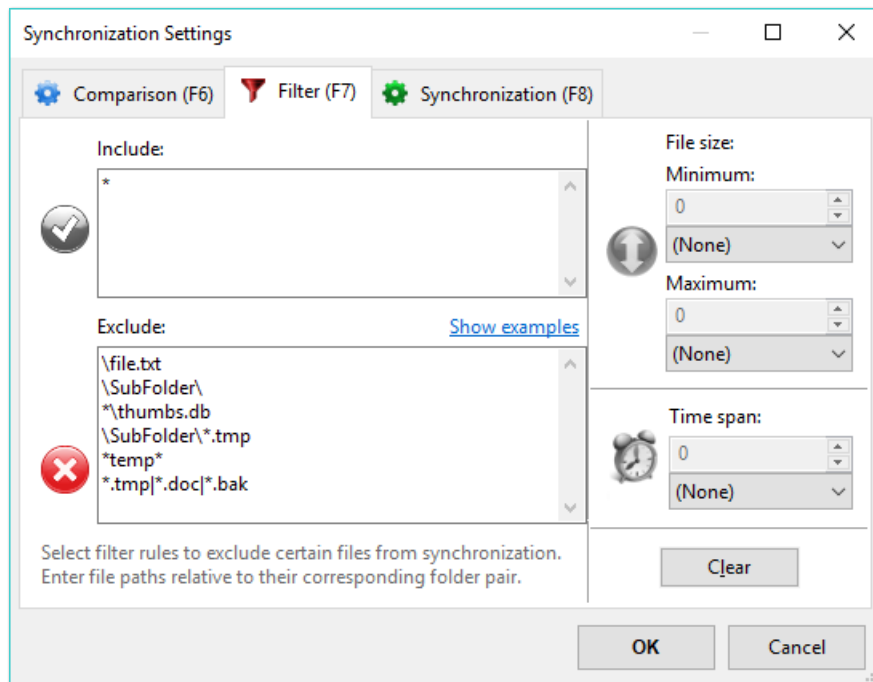 Synchronization Settings
Comparison (F6)
Filter (F7)
Synchronization (F8)
Include:
*
Exclude:
Show examples
\file.txt
\SubFolder\
*\thumbs.db
\SubFolder\*.tmp
*temp*
*.tmp|*.doc|*.bak
Select filter rules to exclude certain files from synchronization.
Enter file paths relative to their corresponding folder pair.
File size:
Minimum:
0
(None)
Maximum:
0
(None)
Time span:
0
(None)
Clear
OK
Cancel